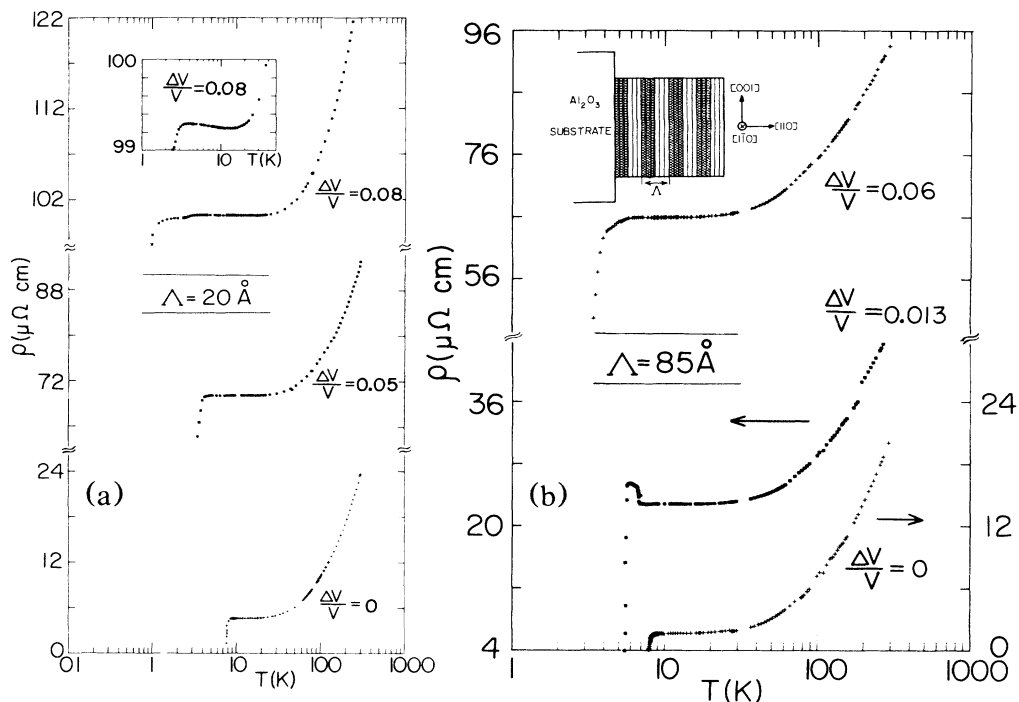 122
112
102
88
72
24
12
0
ρ(μΩ cm)
100
99
ΔV/V = 0.08
1
10
T(K)
ΔV/V = 0.08
Λ = 20 Å
ΔV/V = 0.05
(a)
ΔV/V = 0
01
1
10
100
1000
T(K)
96
76
56
36
20
4
ρ(μΩ cm)
Al₂O₃
SUBSTRATE
[001]
[110]
[11̄0]
Λ
ΔV/V = 0.06
ΔV/V = 0.013
Λ = 85Å
24
12
0
(b)
ΔV/V = 0
1
10
100
1000
T(K)